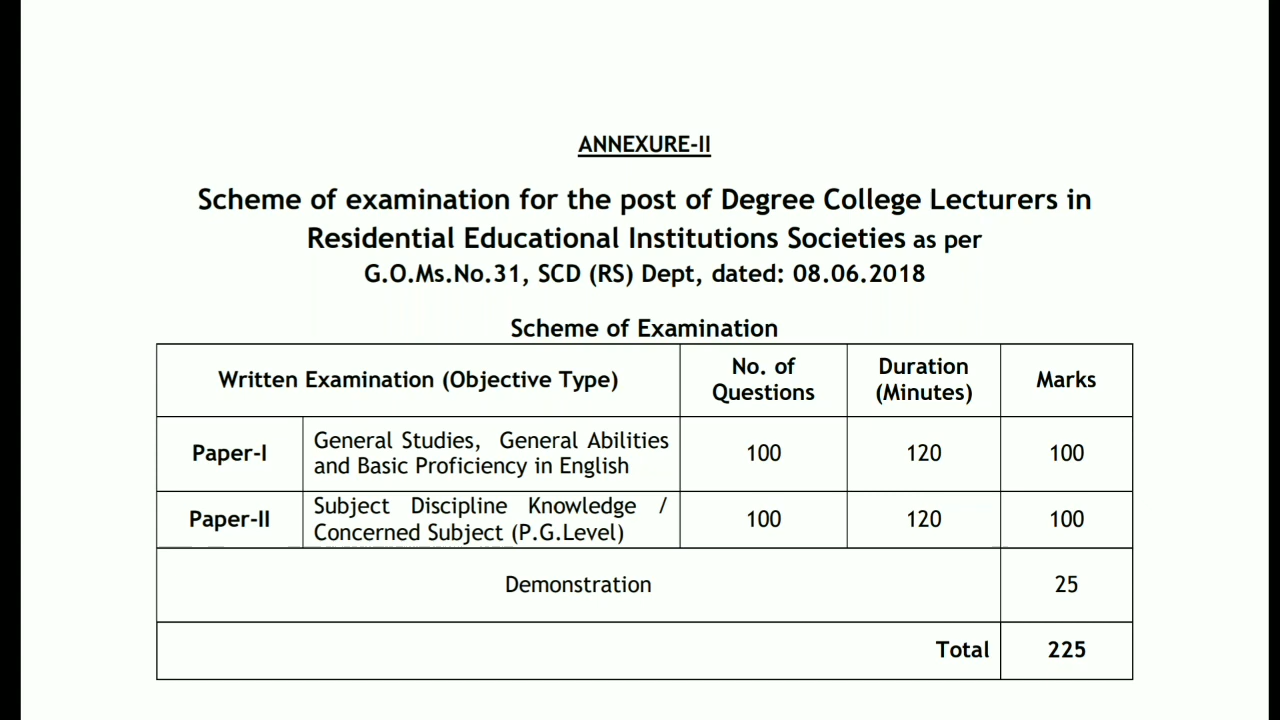 ANNEXURE-II
Scheme of examination for the post of Degree College Lecturers in
Residential Educational Institutions Societies as per
G.O.Ms.No.31, SCD (RS) Dept, dated: 08.06.2018
Scheme of Examination
Written Examination (Objective Type) No. of Questions Duration (Minutes) Marks
Paper-I General Studies, General Abilities
and Basic Proficiency in English 100 120 100
Paper-II Subject Discipline Knowledge /
Concerned Subject (P.G.Level) 100 120 100
Demonstration 25
Total 225